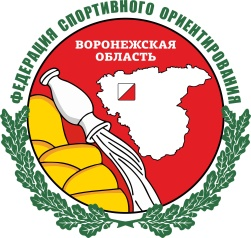 ФЕДЕРАЦИЯ СПОРТИВНОГО ОРИЕНТИРОВАНИЯ
ВОРОНЕЖСКАЯ
ОБЛАСТЬ